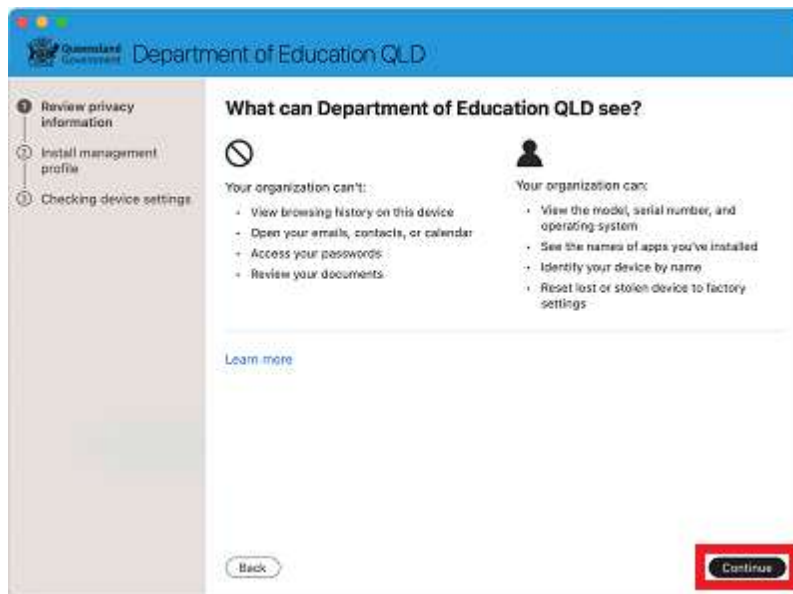 Queensland
Government
Department of Education QLD
1 Review privacy
information
2 Install management
profile
3 Checking device settings
What can Department of Education QLD see?
Your organization can't:
• View browsing history on this device
• Open your emails, contacts, or calendar
• Access your passwords
• Review your documents
Your organization can:
• View the model, serial number, and
operating system
• See the names of apps you've installed
• Identify your device by name
• Reset lost or stolen device to factory
settings
Learn more
Back
Continue